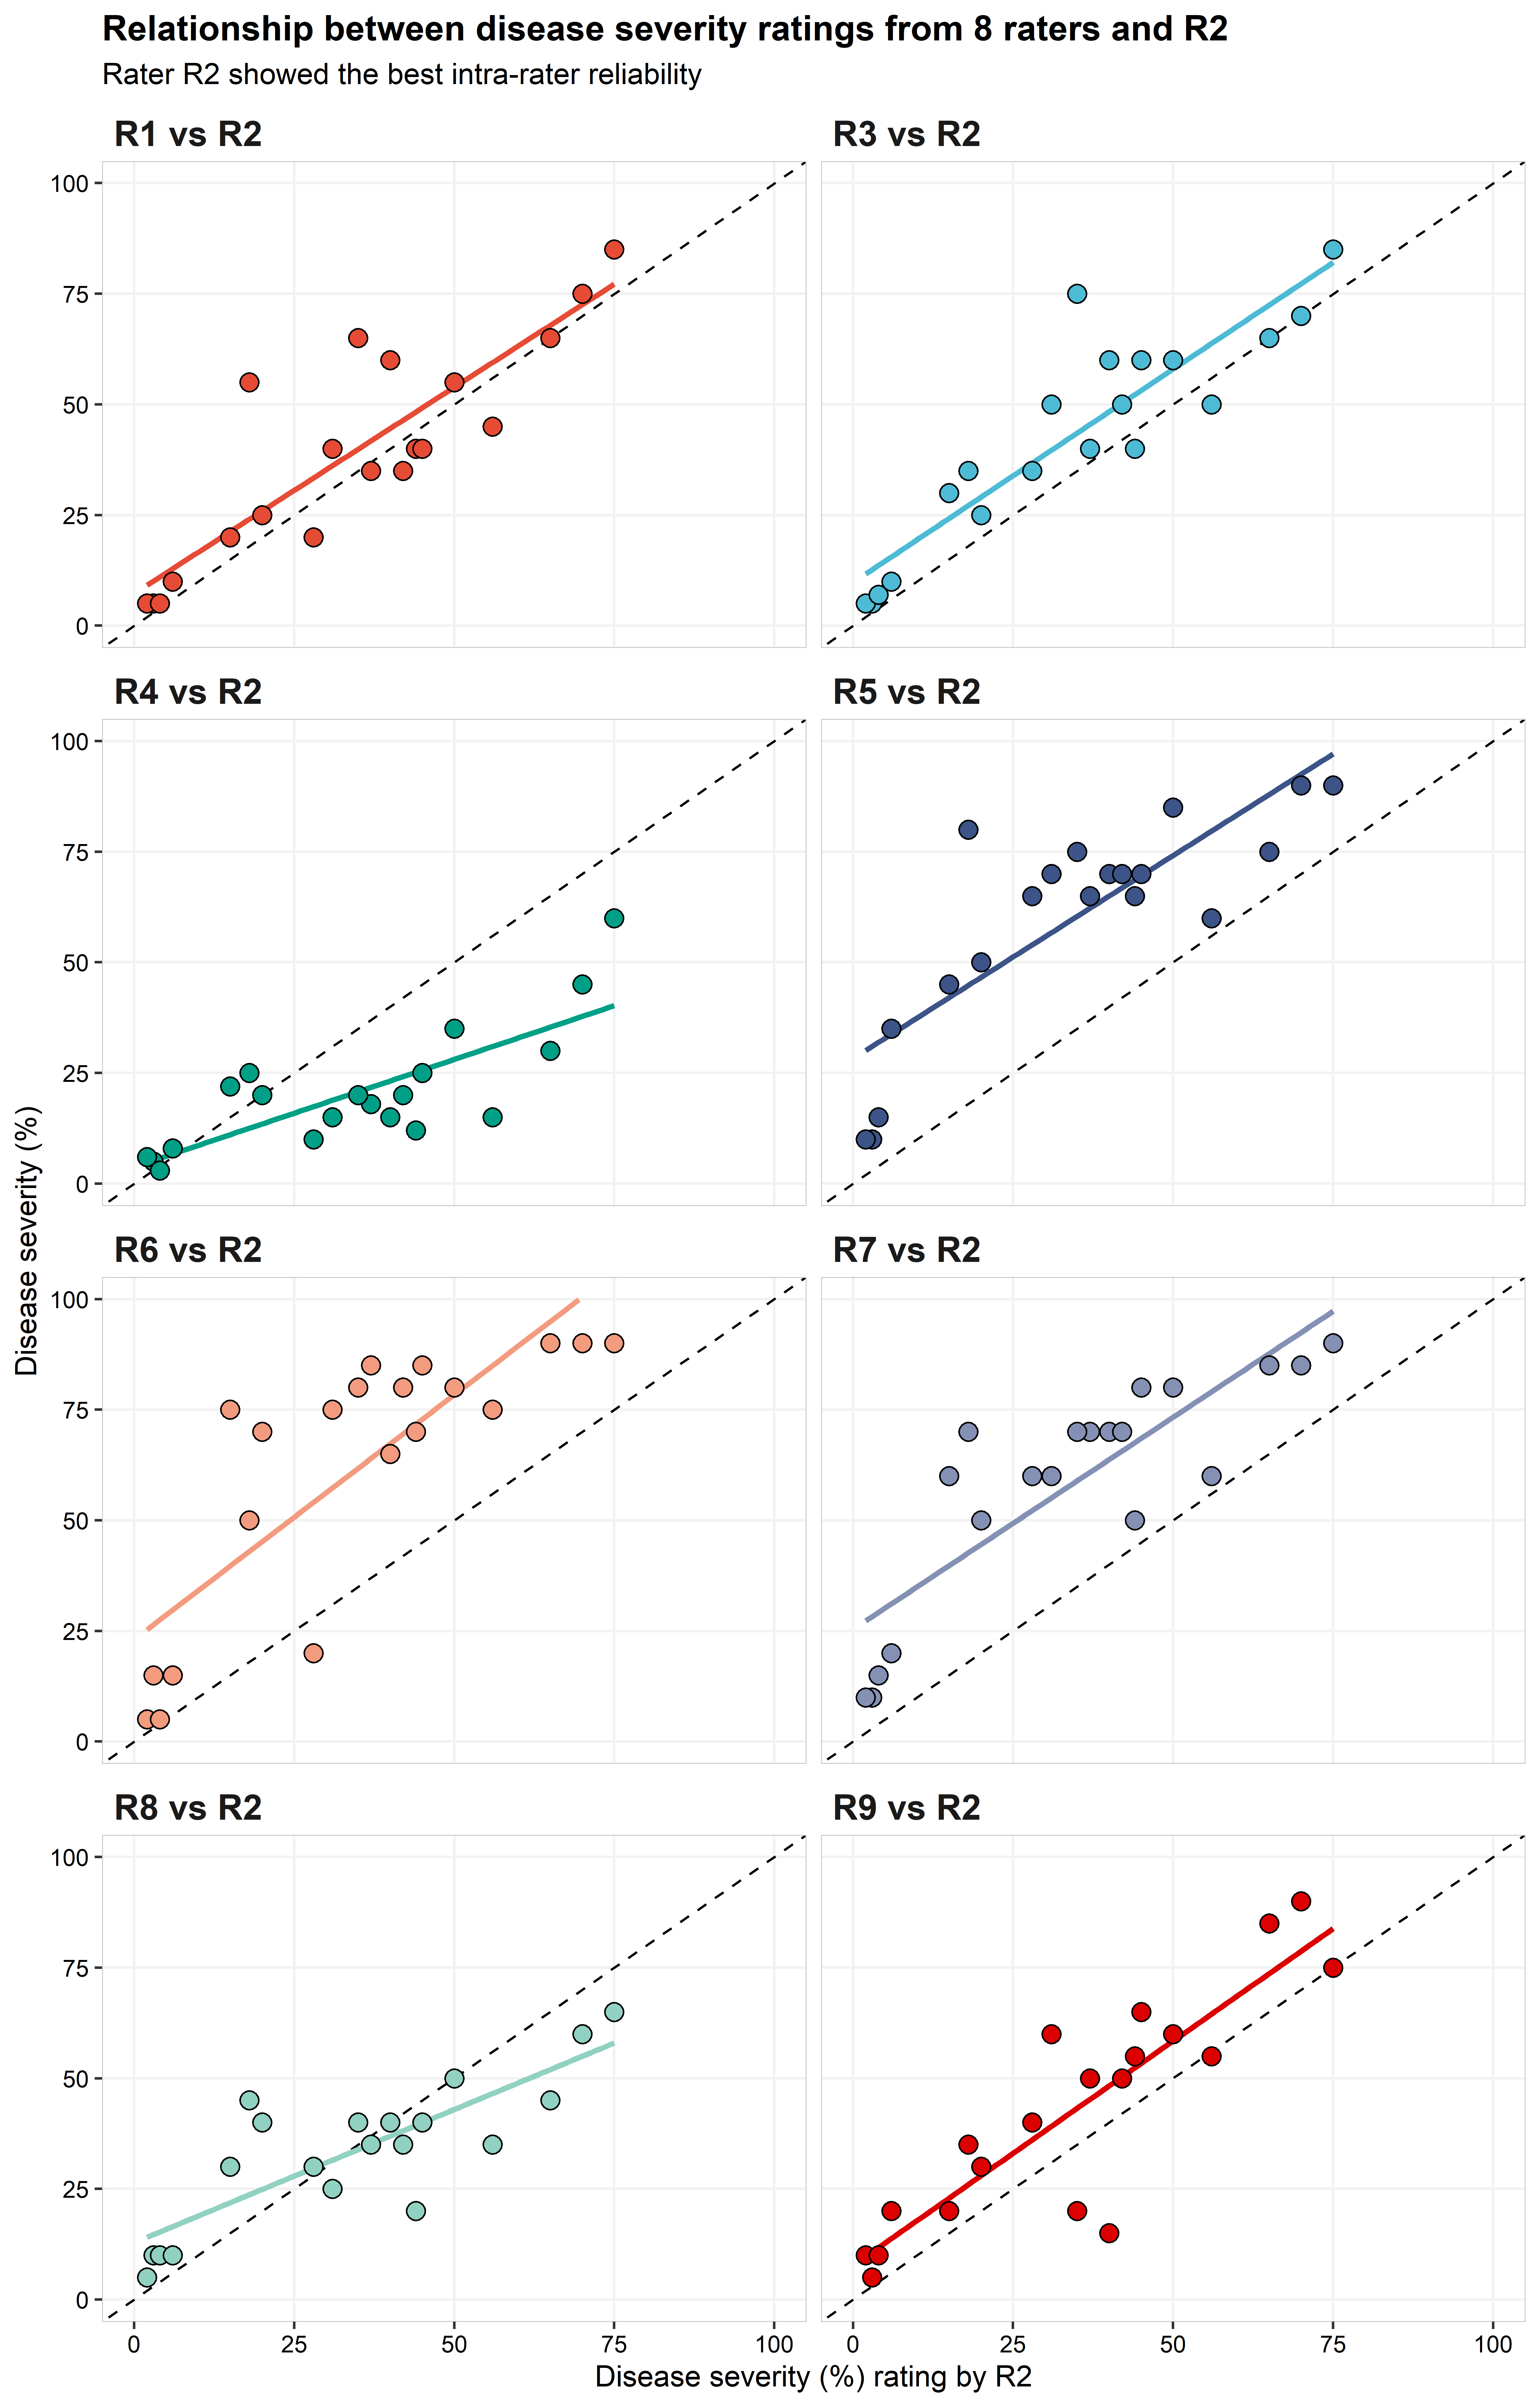 Relationship between disease severity ratings from 8 raters and R2
Rater R2 showed the best intra-rater reliability
R1 vs R2
R3 vs R2
100
75
50
25
0
R4 vs R2
R5 vs R2
100
75
50
25
0
Disease severity (%)
R6 vs R2
R7 vs R2
100
75
50
25
0
R8 vs R2
R9 vs R2
100
75
50
25
0
0 25 50 75 100
0 25 50 75 100
Disease severity (%) rating by R2